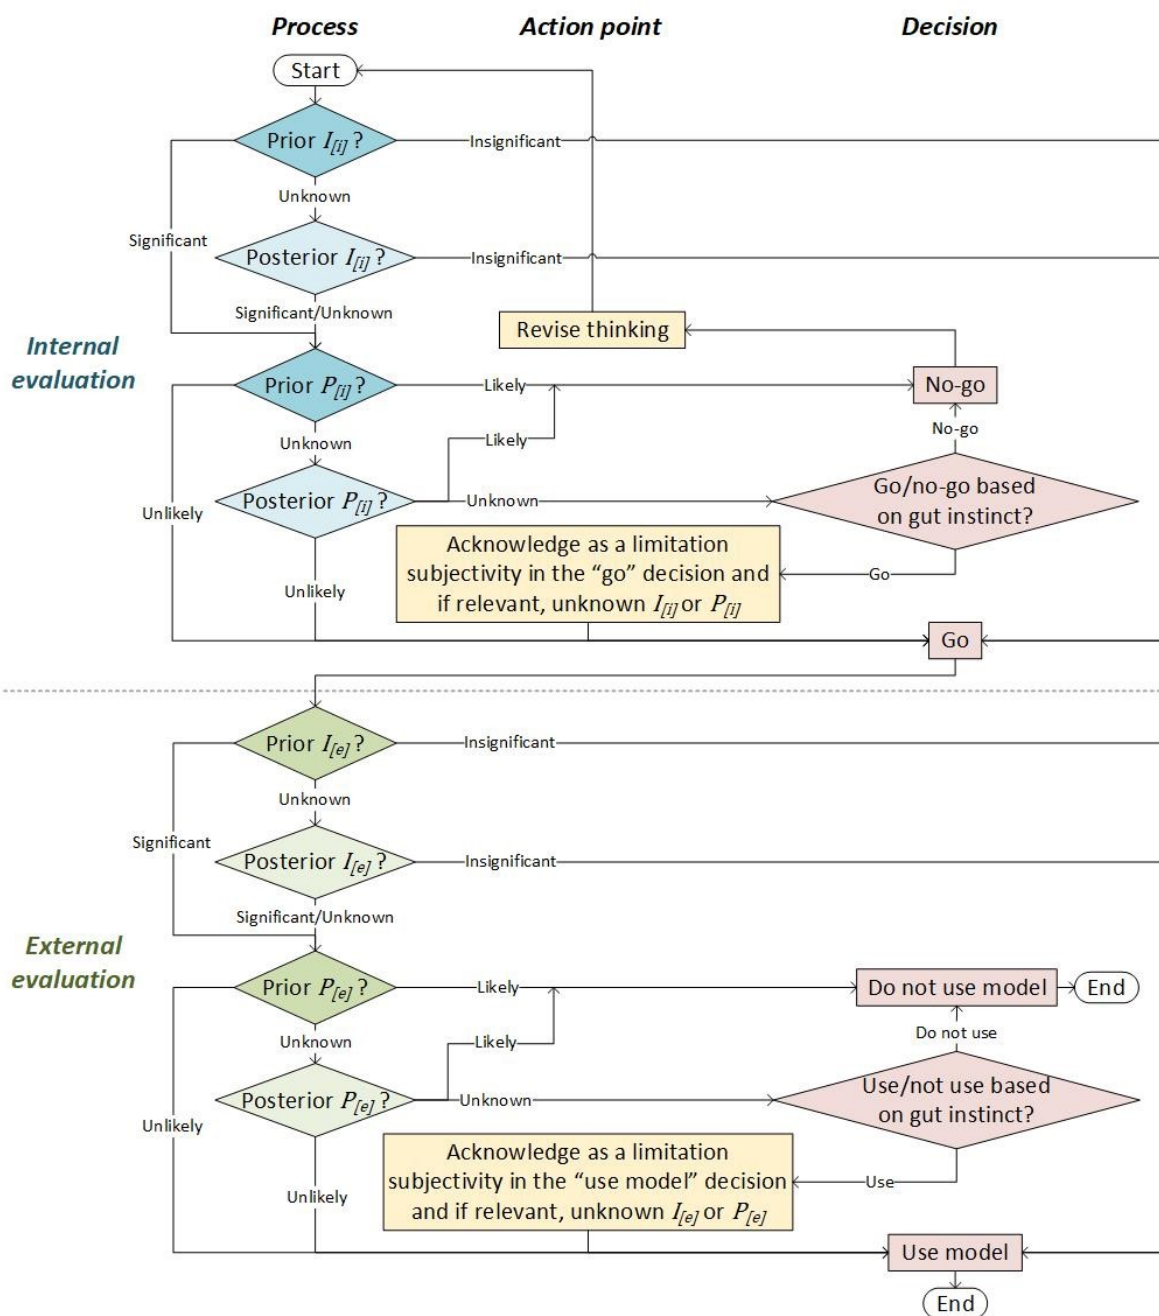 Process Action point Decision
Start
Prior I[i] ?
Insignificant
Unknown
Significant
Posterior I[i] ?
Insignificant
Significant/Unknown
Revise thinking
Internal
evaluation
Prior P[i] ?
Likely
No-go
Unknown
Likely
No-go
Posterior P[i] ?
Unknown
Go/no-go based
on gut instinct?
Unlikely
Acknowledge as a limitation
subjectivity in the “go” decision and
if relevant, unknown I[i] or P[i]
Go
Unlikely
Go
Prior I[e] ?
Insignificant
Unknown
Significant
Posterior I[e] ?
Insignificant
Significant/Unknown
External
evaluation
Prior P[e] ?
Likely
Do not use model
End
Unknown
Likely
Do not use
Posterior P[e] ?
Unknown
Use/not use based
on gut instinct?
Unlikely
Acknowledge as a limitation
subjectivity in the “use model” decision
and if relevant, unknown I[e] or P[e]
Use
Unlikely
Use model
End